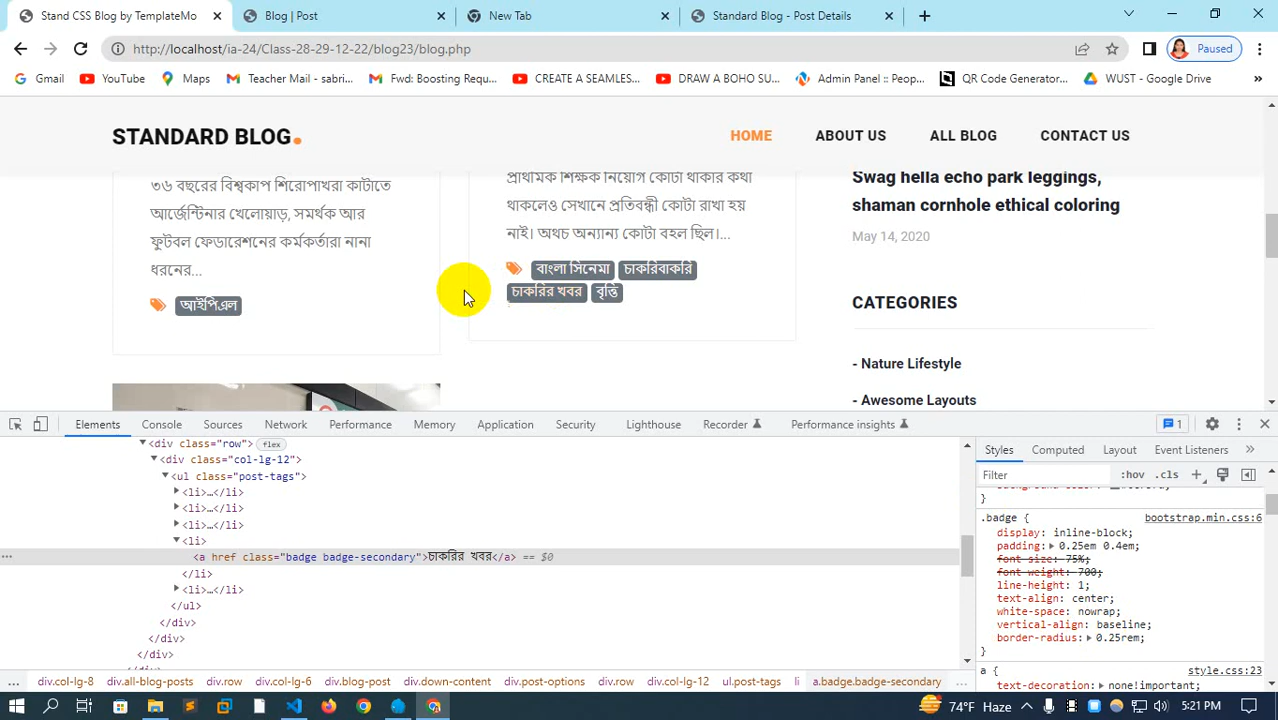 Stand CSS Blog by TemplateMo
Blog | Post
New Tab
Standard Blog - Post Details
http://localhost/ia-24/Class-28-29-12-22/blog23/blog.php
Paused
Gmail
YouTube
Maps
Teacher Mail - sabri...
Fwd: Boosting Requ...
CREATE A SEAMLES...
DRAW A BOHO SU...
Admin Panel :: Peop...
QR Code Generator...
WUST - Google Drive
STANDARD BLOG.
HOME
ABOUT US
ALL BLOG
CONTACT US
৩৬ বছরের বিশ্বকাপ শিরোপাখরা কাটাতে
আর্জেন্টিনার খেলোয়াড়, সমর্থক আর
ফুটবল ফেডারেশনের কর্মকর্তারা নানা
ধরনের...
আইপিএল
প্রাথমিক শিক্ষক নিয়োগ কোটা থাকার কথা
থাকলেও সেখানে প্রতিবন্ধী কোটা রাখা হয়
নাই। অথচ অন্যান্য কোটা বহল ছিল।...
বাংলা সিনেমা চাকরিবাকরি
চাকরির খবর বৃত্তি
Swag hella echo park leggings,
shaman cornhole ethical coloring
May 14, 2020
CATEGORIES
- Nature Lifestyle
- Awesome Layouts
Elements
Console
Sources
Network
Performance
Memory
Application
Security
Lighthouse
Recorder
Performance insights
1
<div class="row"> flex
<div class="col-lg-12">
<ul class="post-tags">
<li>…</li>
<li>…</li>
<li>…</li>
<li>
<a href class="badge badge-secondary">চাকরির খবর</a> == $0
</li>
<li>…</li>
</ul>
</div>
</div>
</div>
... div.col-lg-8 div.all-blog-posts div.row div.col-lg-6 div.blog-post div.down-content div.post-options div.row div.col-lg-12 ul.post-tags li a.badge.badge-secondary ...
Styles
Computed
Layout
Event Listeners
Filter
:hov
.cls
}
.badge {
bootstrap.min.css:6
display: inline-block;
padding: 0.25em 0.4em;
font-size: 75%;
font-weight: 700;
line-height: 1;
text-align: center;
white-space: nowrap;
vertical-align: baseline;
border-radius: 0.25rem;
}
a {
style.css:23
text-decoration: none!important;
74°F Haze
5:21 PM